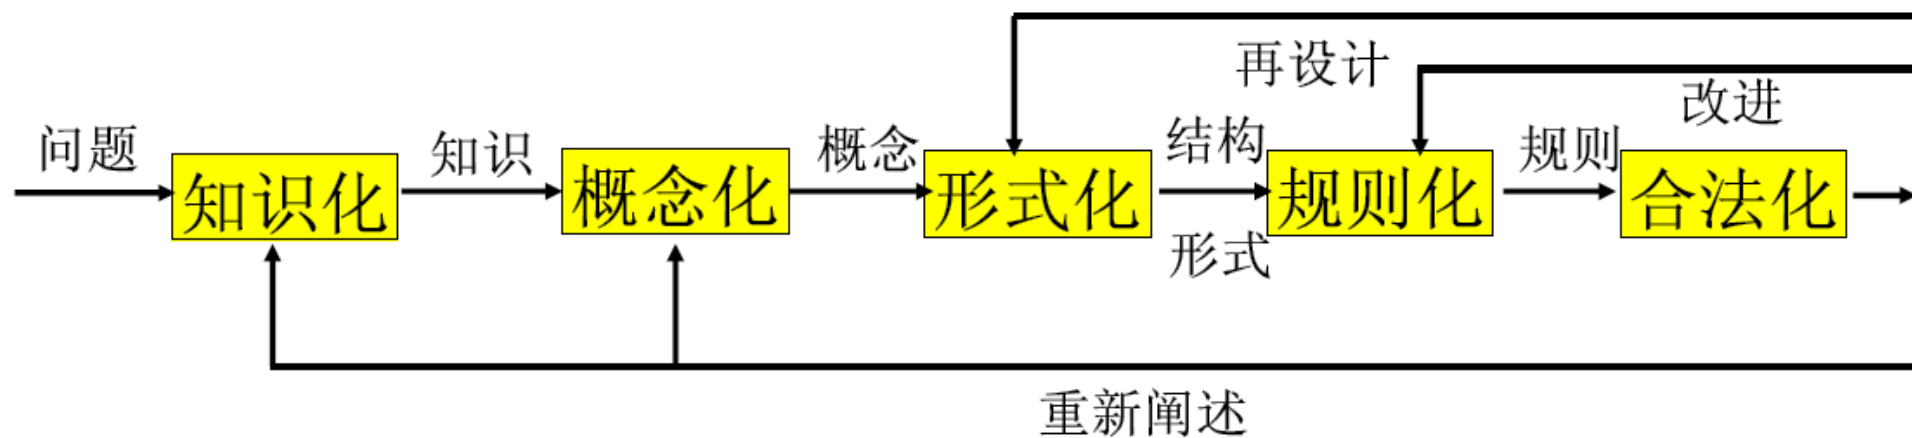 再设计
改进
问题
知识
概念
结构
规则
知识化
概念化
形式化
规则化
合法化
形式
重新阐述